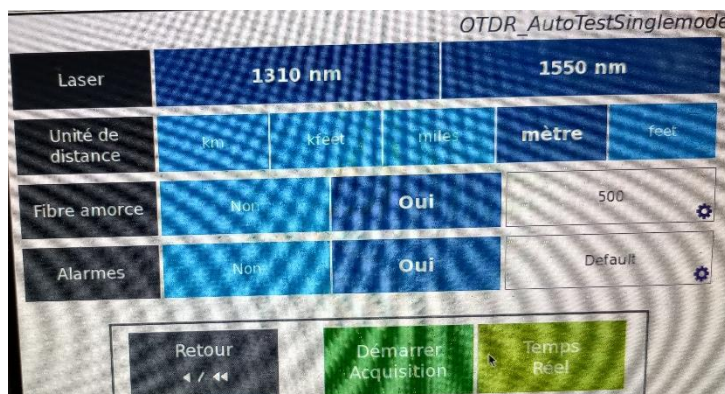 OTDR_AutoTestSinglemode
Laser 1310 nm 1550 nm
Unité de
distance km kfeet miles mètre feet
Fibre amorce Non Oui 500
Alarmes Non Oui Default
Retour Démarrer Temps
◀ / ◀◀ Acquisition Réel